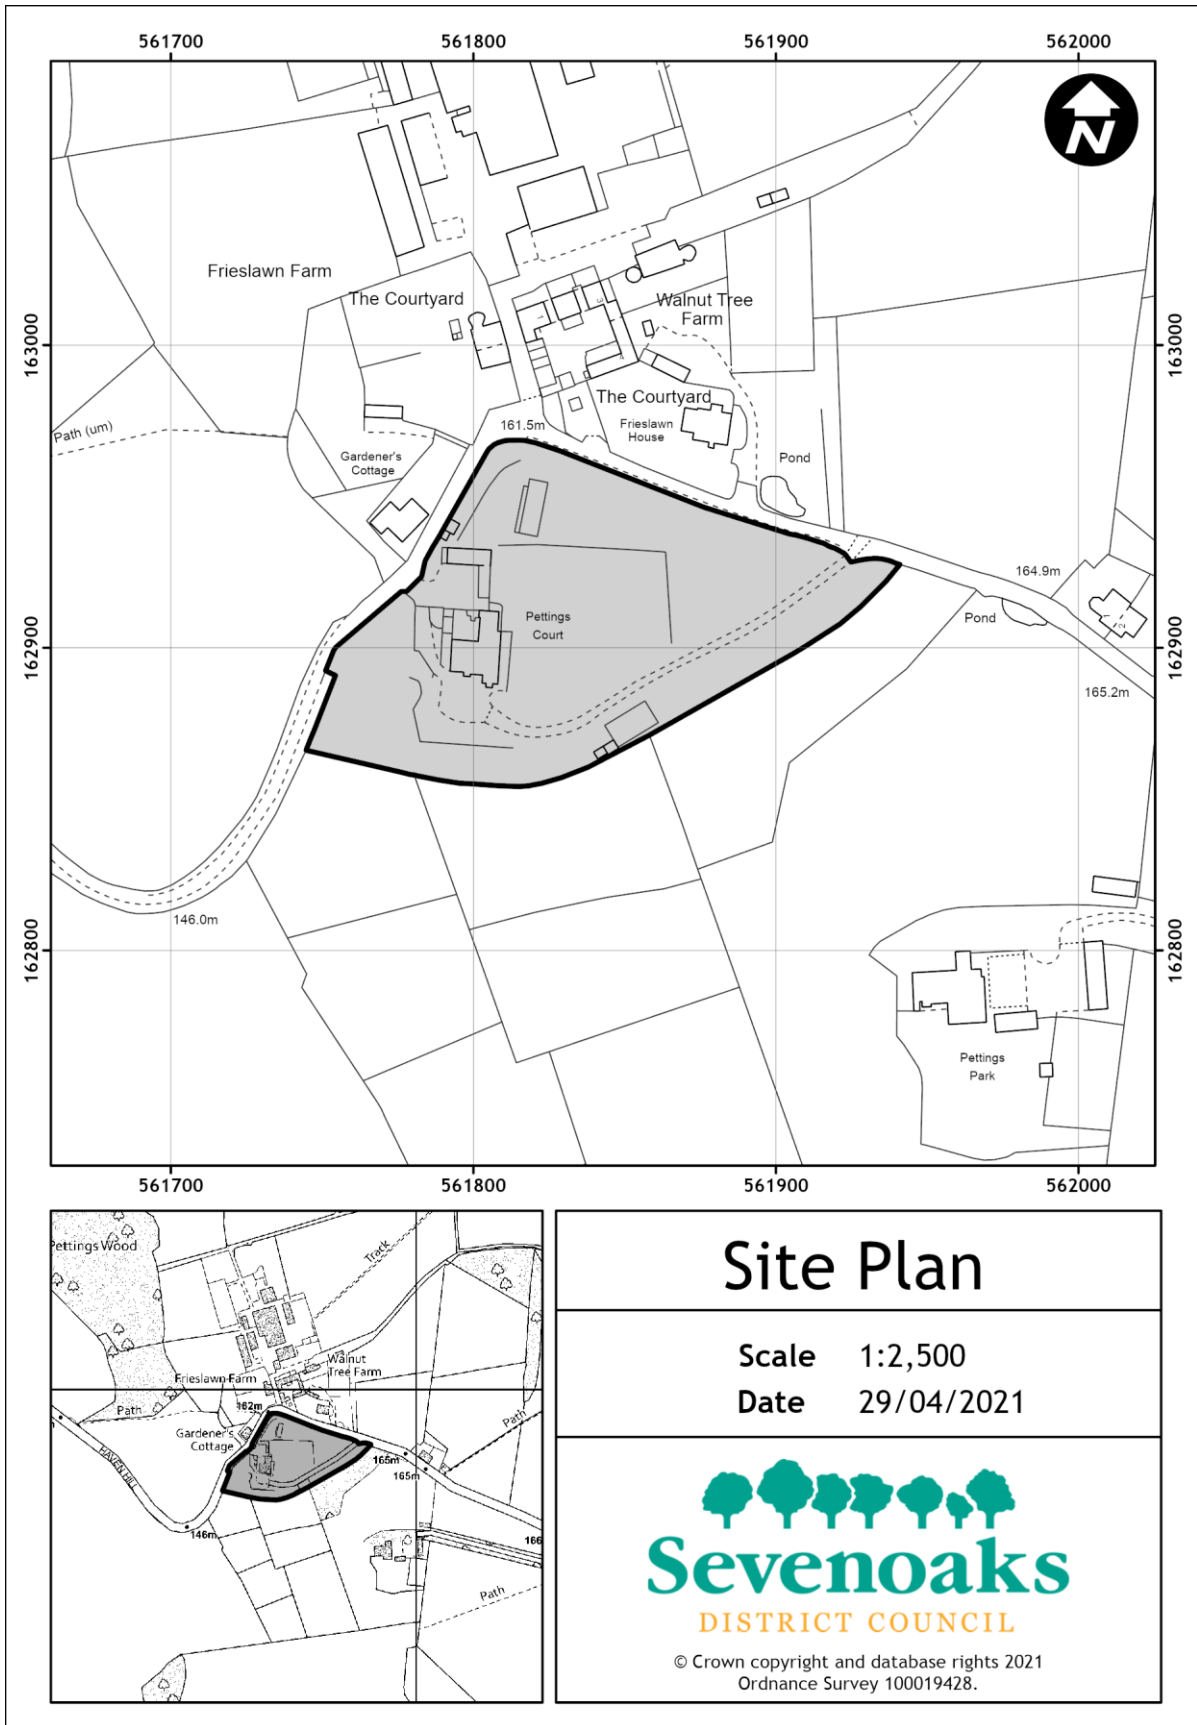 561700
561800
561900
562000
Frieslawn Farm
The Courtyard
Walnut Tree
Farm
163000
163000
The Courtyard
Frieslawn
House
161.5m
Path (um)
Gardener's
Cottage
Pond
164.9m
Pettings
Court
Pond
162900
162900
165.2m
146.0m
162800
162800
Pettings
Park
561700
561800
561900
562000
Pettings Wood
Track
Walnut
Tree Farm
Frieslawn Farm
162m
Path
Path
Gardener's
Cottage
HAVEN HILL
165m
165m
146m
166
Path
Site Plan
Scale 1:2,500
Date 29/04/2021
Sevenoaks
DISTRICT COUNCIL
© Crown copyright and database rights 2021
Ordnance Survey 100019428.